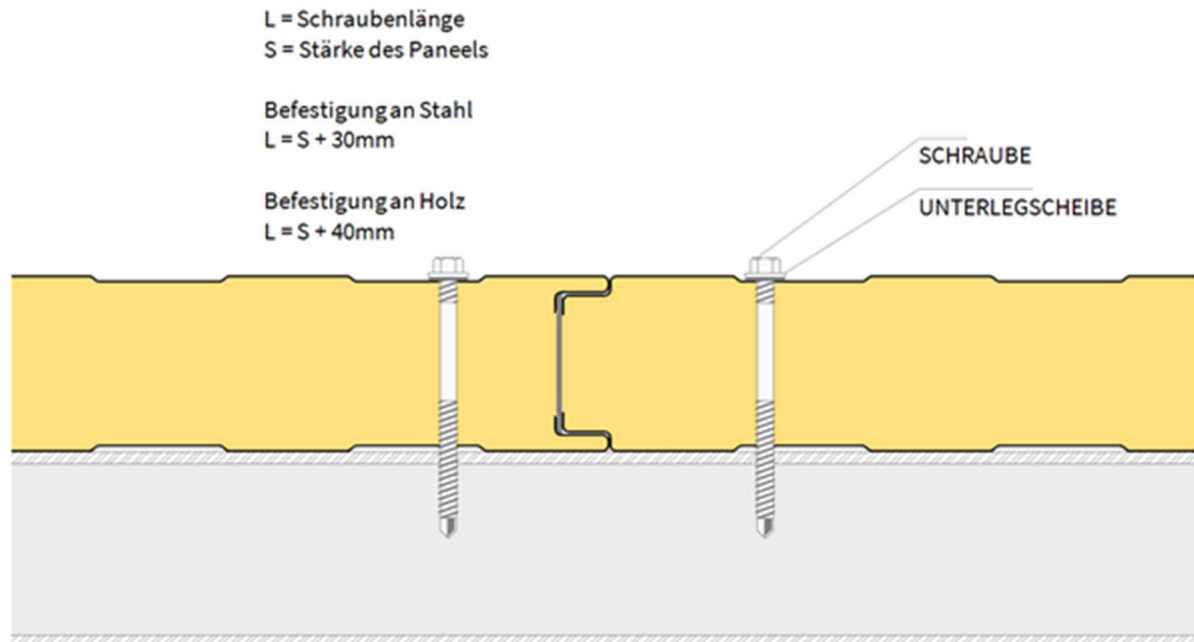 L = Schraubenlänge
S = Stärke des Paneels
Befestigung an Stahl
L = S + 30mm
Befestigung an Holz
L = S + 40mm
SCHRAUBE
UNTERLEGSCHEIBE